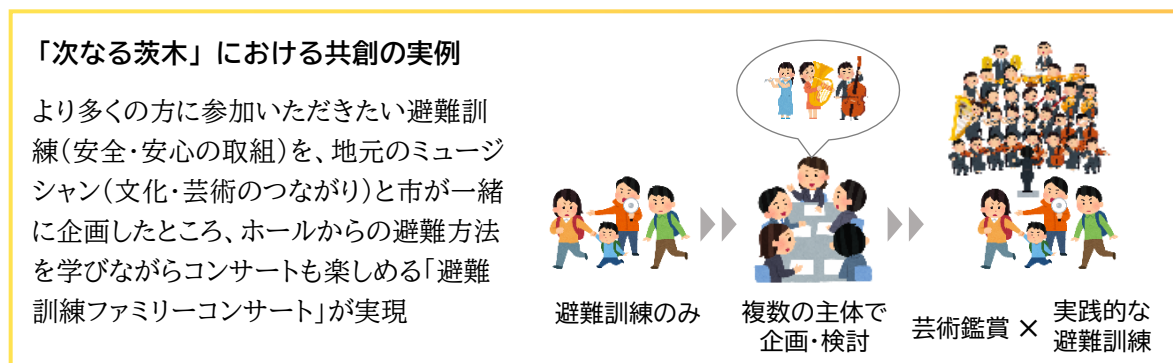 「次なる茨木」における共創の実例
より多くの方に参加いただきたい避難訓
練(安全・安心の取組)を、地元のミュージ
シャン(文化・芸術のつながり)と市が一緒
に企画したところ、ホールからの避難方法
を学びながらコンサートも楽しめる「避難
訓練ファミリーコンサート」が実現
避難訓練のみ
複数の主体で
企画・検討
芸術鑑賞 × 実践的な
避難訓練